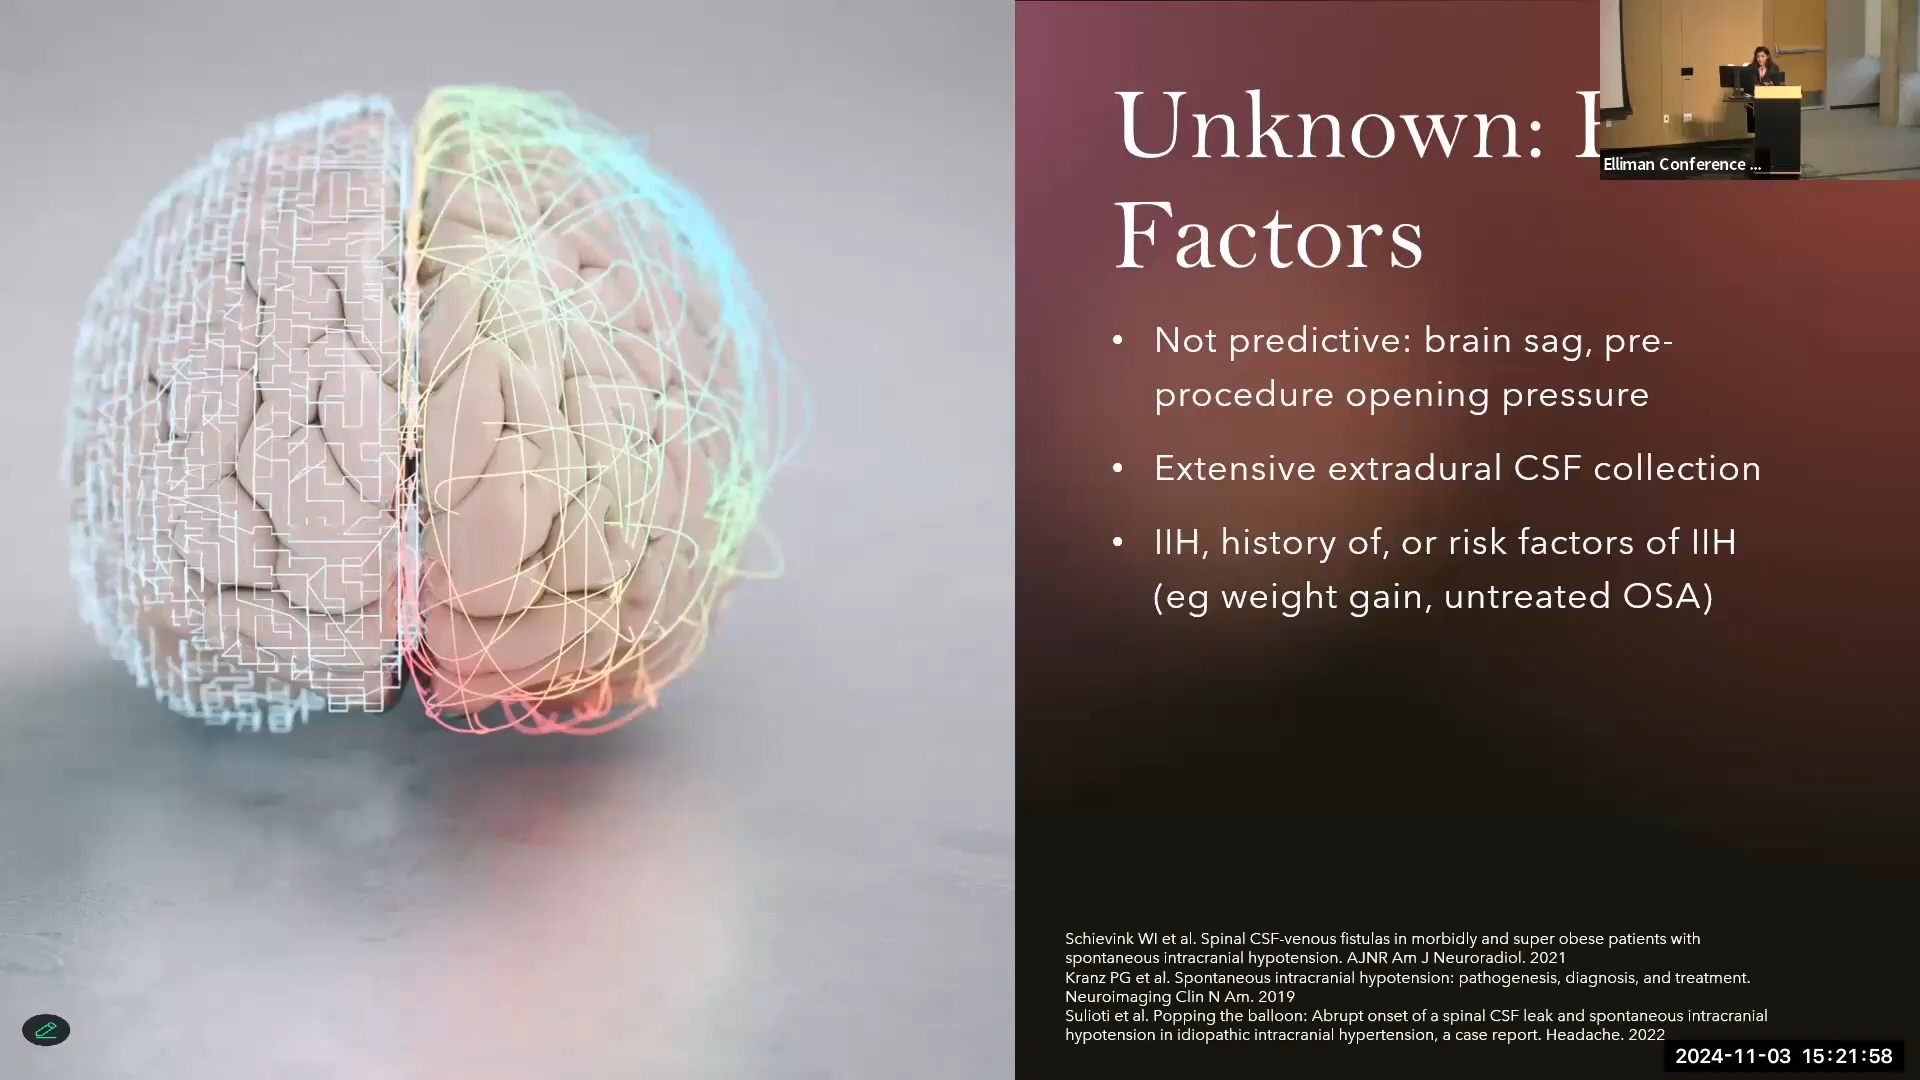 Unknown:
Factors
• Not predictive: brain sag, pre-
procedure opening pressure
• Extensive extradural CSF collection
• IIH, history of, or risk factors of IIH
(eg weight gain, untreated OSA)
Schievink WI et al. Spinal CSF-venous fistulas in morbidly and super obese patients with
spontaneous intracranial hypotension. AJNR Am J Neuroradiol. 2021
Kranz PG et al. Spontaneous intracranial hypotension: pathogenesis, diagnosis, and treatment.
Neuroimaging Clin N Am. 2019
Sulioti et al. Popping the balloon: Abrupt onset of a spinal CSF leak and spontaneous intracranial
hypotension in idiopathic intracranial hypertension, a case report. Headache. 2022
Elliman Conference ...
2024-11-03 15:21:58